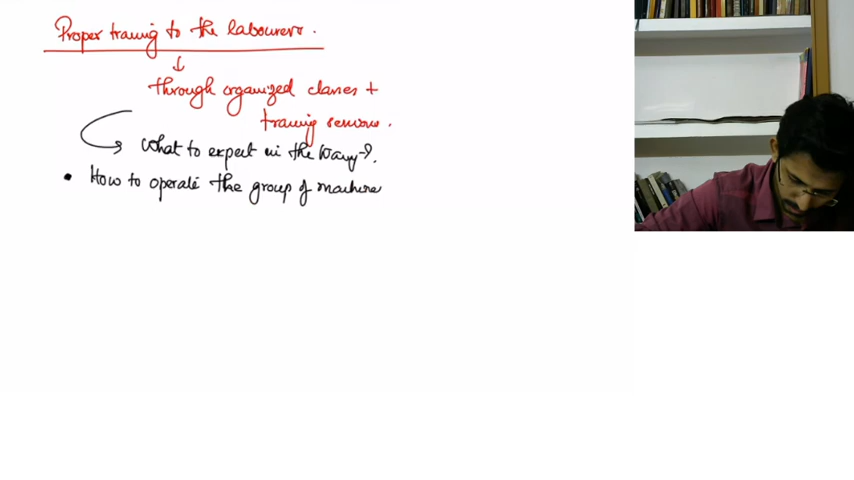 Proper training to the labourers.
through organized classes +
training sessions.
What to expect in the
• How to operate the group of machine